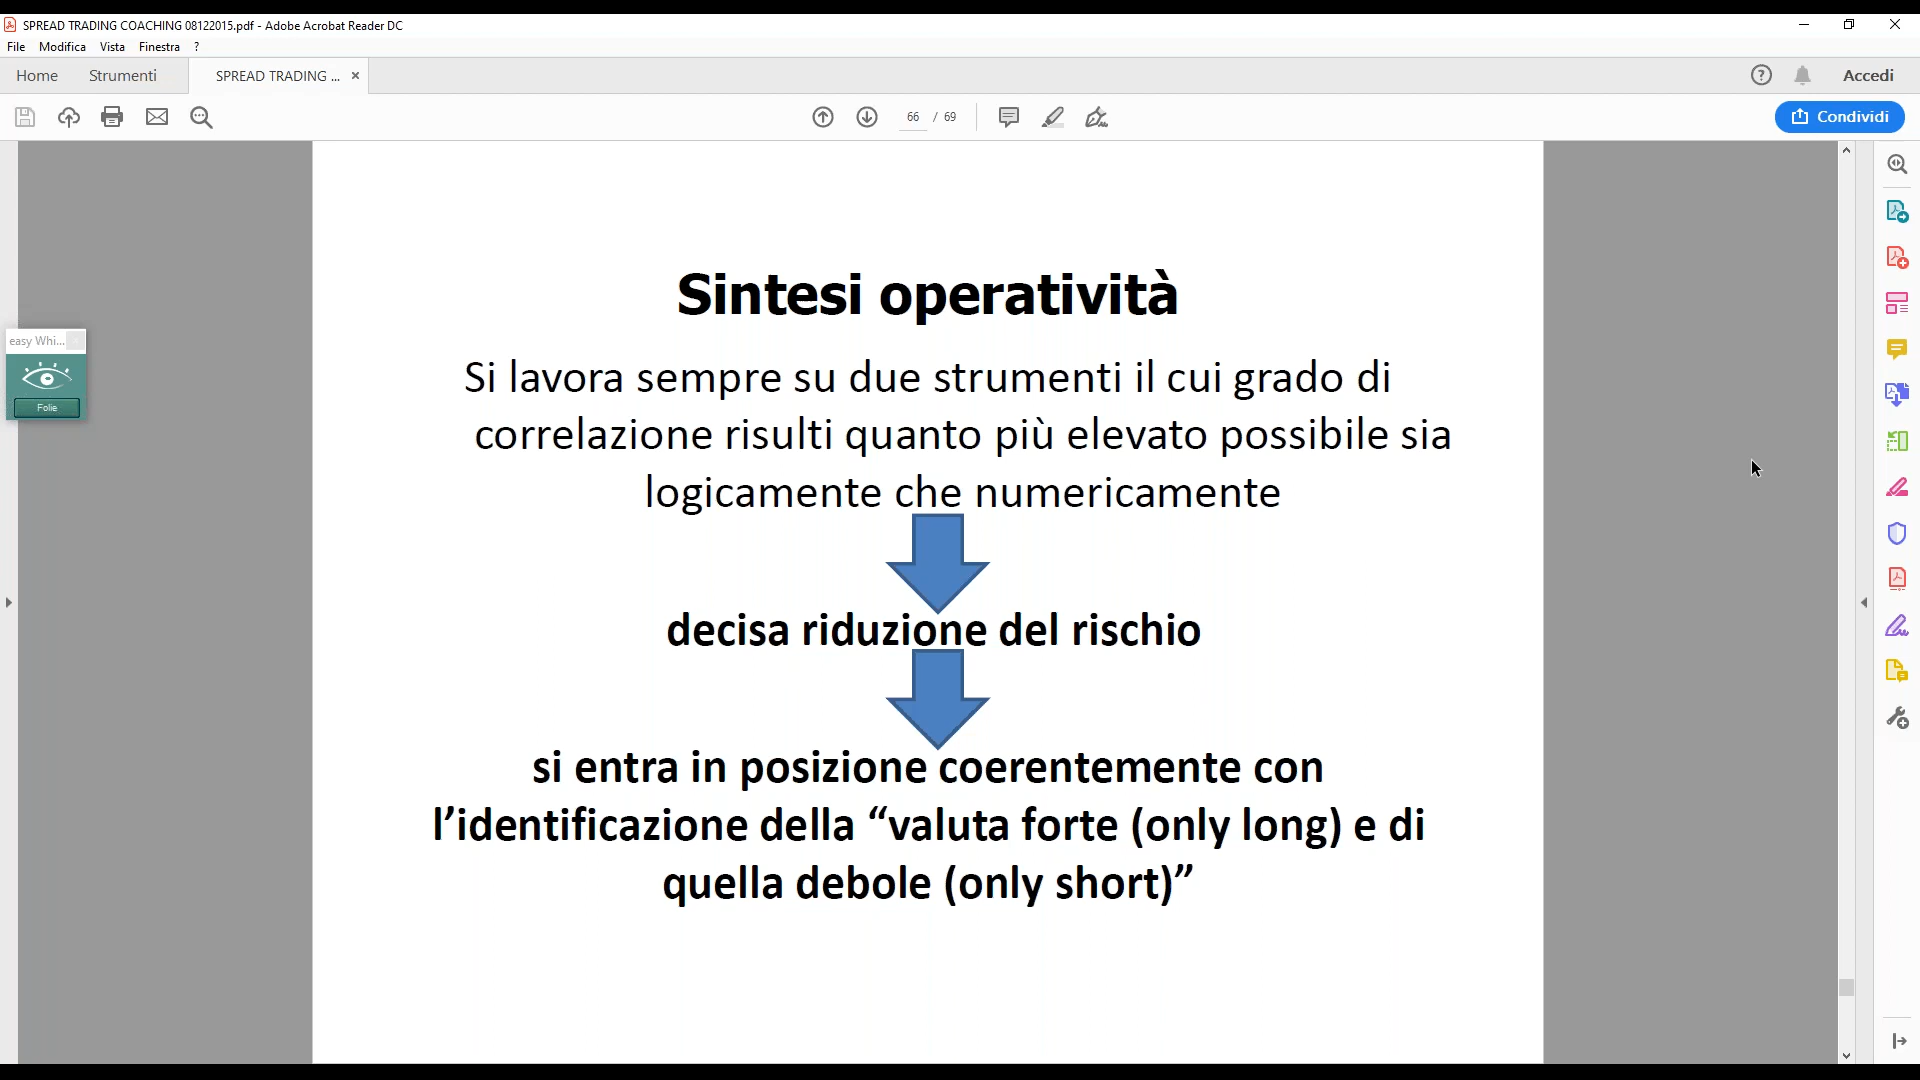 SPREAD TRADING COACHING 08122015.pdf - Adobe Acrobat Reader DC
File Modifica Vista Finestra ?
Home Strumenti SPREAD TRADING ... × Accedi
66 / 69 Condividi
Sintesi operatività
Si lavora sempre su due strumenti il cui grado di
correlazione risulti quanto più elevato possibile sia
logicamente che numericamente
decisa riduzione del rischio
si entra in posizione coerentemente con
l’identificazione della “valuta forte (only long) e di
quella debole (only short)”
easy Whi...
Folie